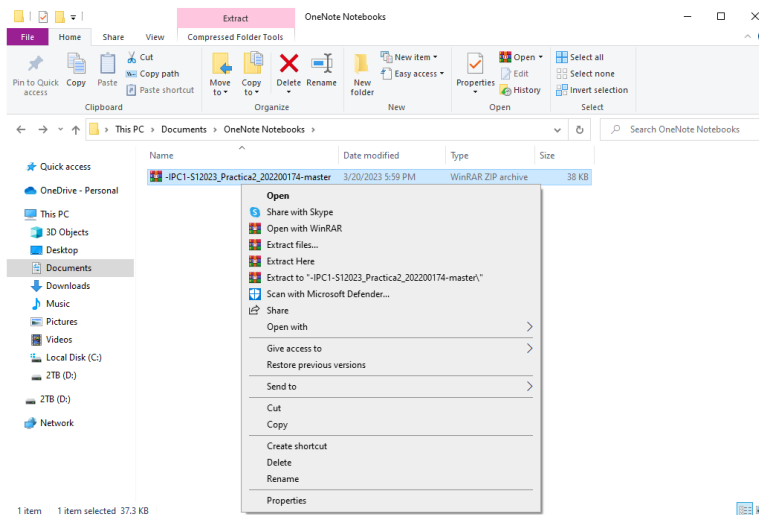 Extract
OneNote Notebooks
File
Home
Share
View
Compressed Folder Tools
Pin to Quick access
Copy
Paste
Cut
Copy path
Paste shortcut
Clipboard
Move to
Copy to
Delete
Rename
Organize
New folder
New item
Easy access
New
Properties
Open
Edit
History
Open
Select all
Select none
Invert selection
Select
This PC > Documents > OneNote Notebooks >
Search OneNote Notebooks
Name
Date modified
Type
Size
-IPC1-S12023_Practica2_202200174-master
3/20/2023 5:59 PM
WinRAR ZIP archive
38 KB
Quick access
OneDrive - Personal
This PC
3D Objects
Desktop
Documents
Downloads
Music
Pictures
Videos
Local Disk (C:)
2TB (D:)
2TB (D:)
Network
Open
Share with Skype
Open with WinRAR
Extract files...
Extract Here
Extract to "-IPC1-S12023_Practica2_202200174-master\"
Scan with Microsoft Defender...
Share
Open with
Give access to
Restore previous versions
Send to
Cut
Copy
Create shortcut
Delete
Rename
Properties
1 item
1 item selected 37.3 KB